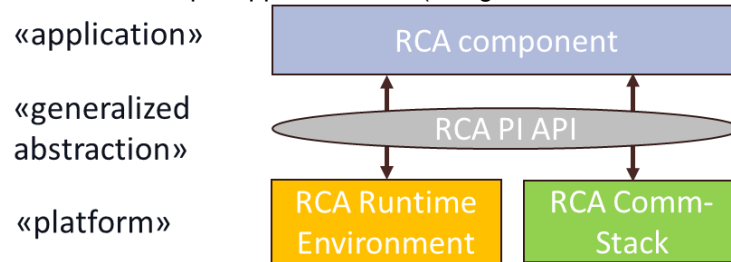 «application»
RCA component
«generalized
abstraction»
RCA PI API
«platform»
RCA Runtime
Environment
RCA Comm-
Stack